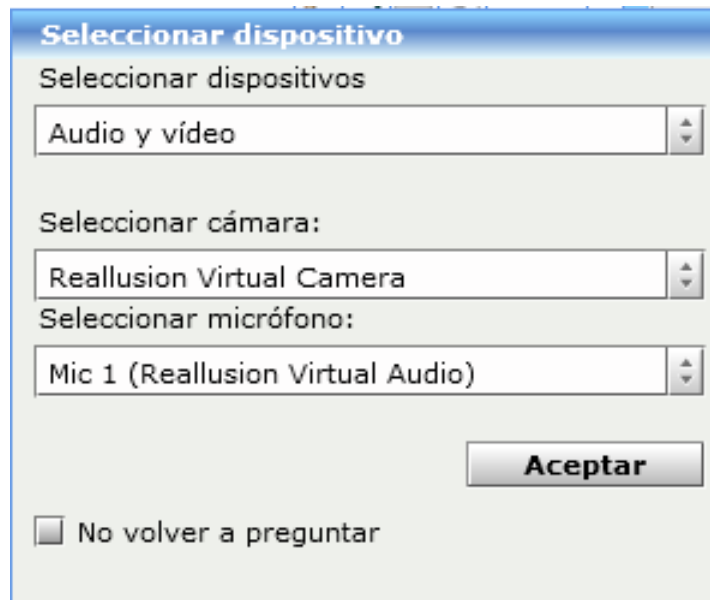 Seleccionar dispositivo
Seleccionar dispositivos
Audio y vídeo
Seleccionar cámara:
Reallusion Virtual Camera
Seleccionar micrófono:
Mic 1 (Reallusion Virtual Audio)
Aceptar
No volver a preguntar